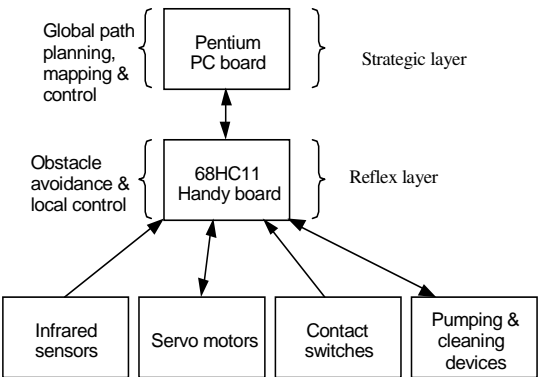 Global path
planning,
mapping &
control
Pentium
PC board
Strategic layer
Obstacle
avoidance &
local control
68HC11
Handy board
Reflex layer
Infrared
sensors
Servo motors
Contact
switches
Pumping &
cleaning
devices